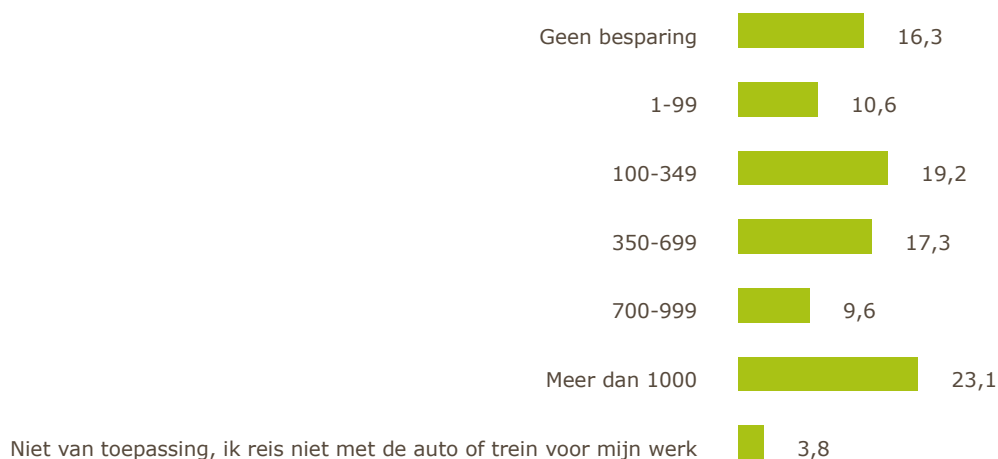 Geen besparing 16,3
1-99 10,6
100-349 19,2
350-699 17,3
700-999 9,6
Meer dan 1000 23,1
Niet van toepassing, ik reis niet met de auto of trein voor mijn werk 3,8